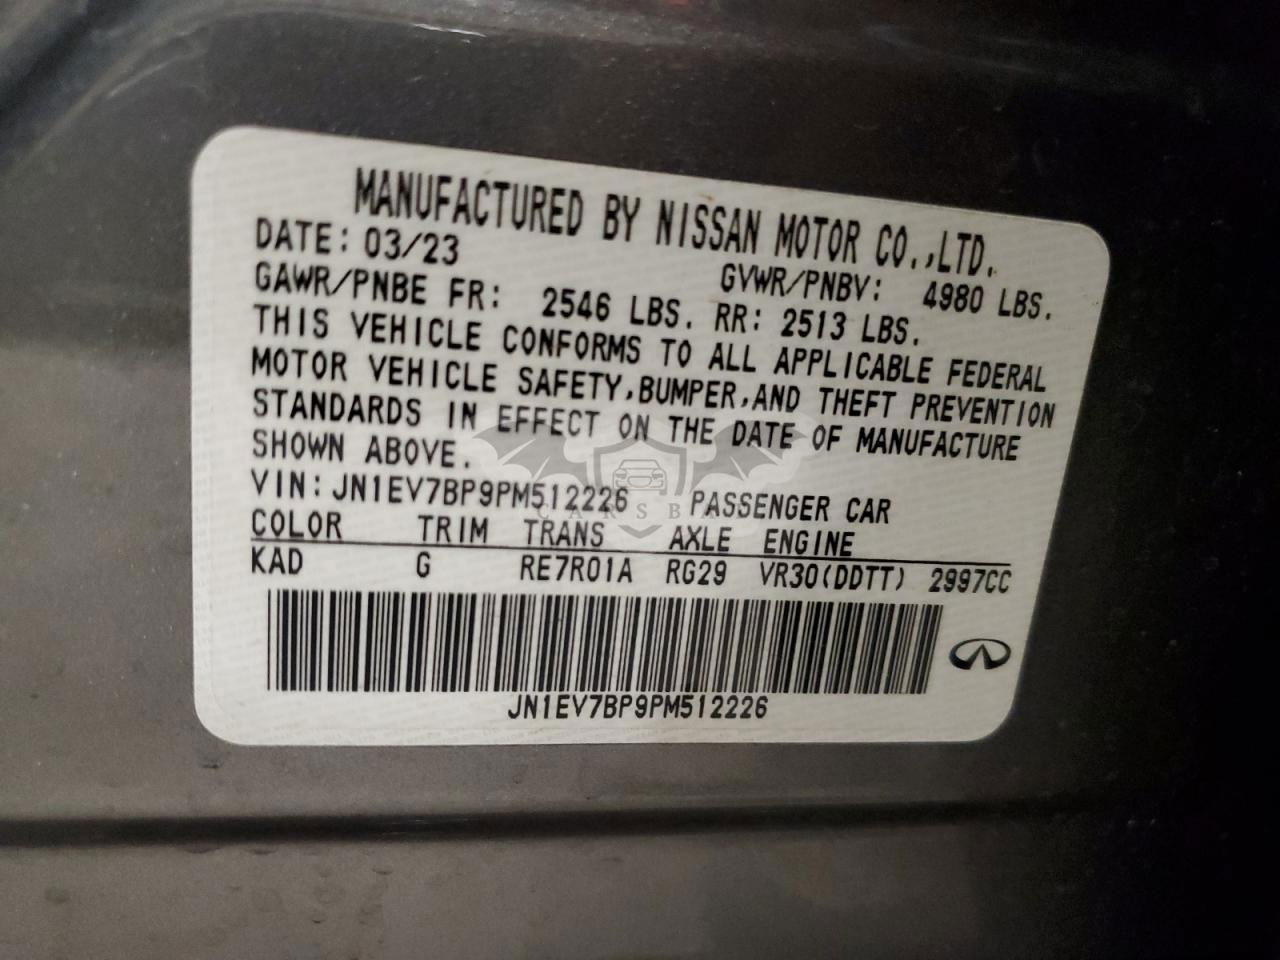 MANUFACTURED BY NISSAN MOTOR CO.,LTD.
DATE: 03/23
GVWR/PNBV: 4980 LBS.
GAWR/PNBE FR: 2546 LBS. RR: 2513 LBS.
THIS VEHICLE CONFORMS TO ALL APPLICABLE FEDERAL
MOTOR VEHICLE SAFETY,BUMPER,AND THEFT PREVENTION
STANDARDS IN EFFECT ON THE DATE OF MANUFACTURE
SHOWN ABOVE.
VIN:JN1EV7BP9PM512226 PASSENGER CAR
COLOR TRIM TRANS AXLE ENGINE
KAD G RE7R01A RG29 VR30(DDTT) 2997CC
JN1EV7BP9PM512226